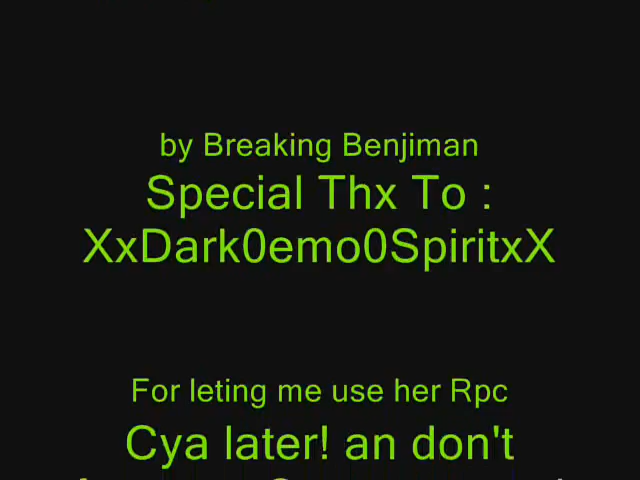 by Breaking Benjiman
Special Thx To :
XxDark0emo0SpiritxX
For leting me use her Rpc
Cya later! an don't